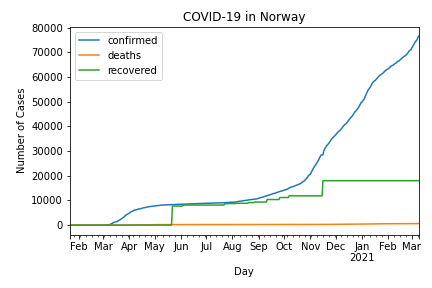 COVID-19 in Norway
confirmed
deaths
recovered
Number of Cases
80000
70000
60000
50000
40000
30000
20000
10000
0
Feb Mar Apr May Jun Jul Aug Sep Oct Nov Dec Jan Feb Mar
2021
Day